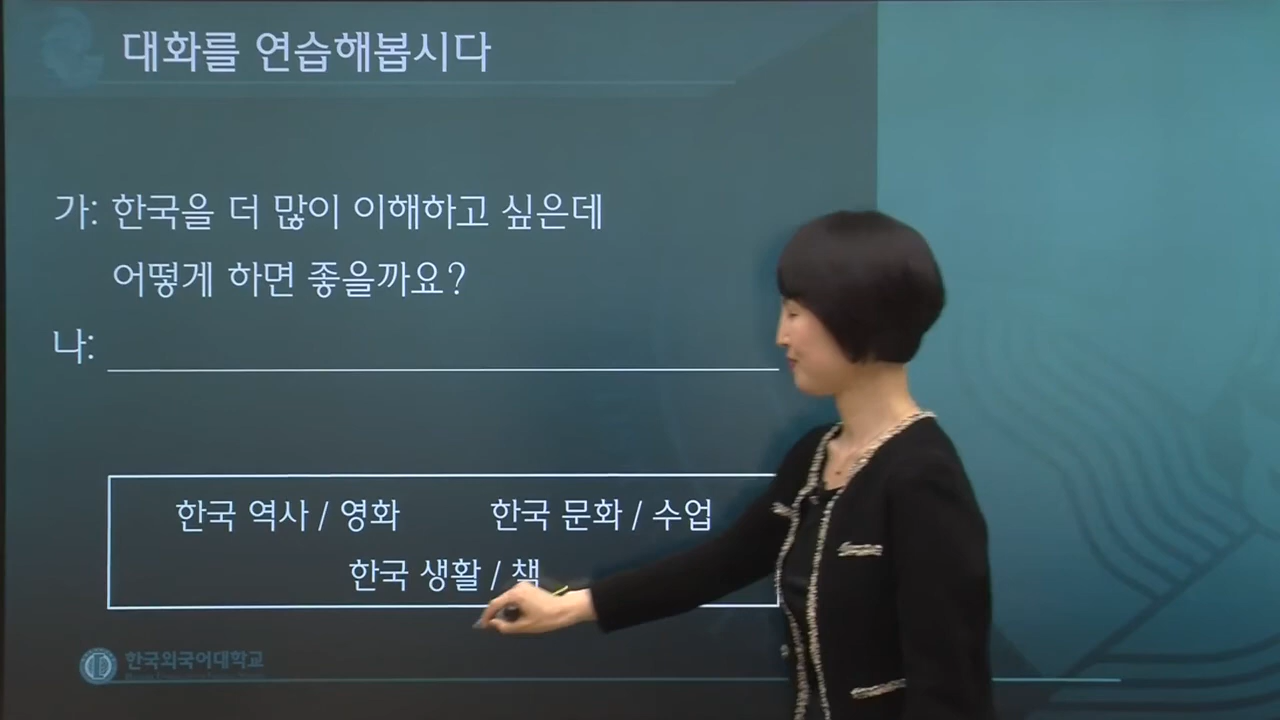 대화를 연습해봅시다
가: 한국을 더 많이 이해하고 싶은데
어떻게 하면 좋을까요?
나:
한국 역사 / 영화 한국 문화 / 수업
한국 생활 / 책
한국외국어대학교